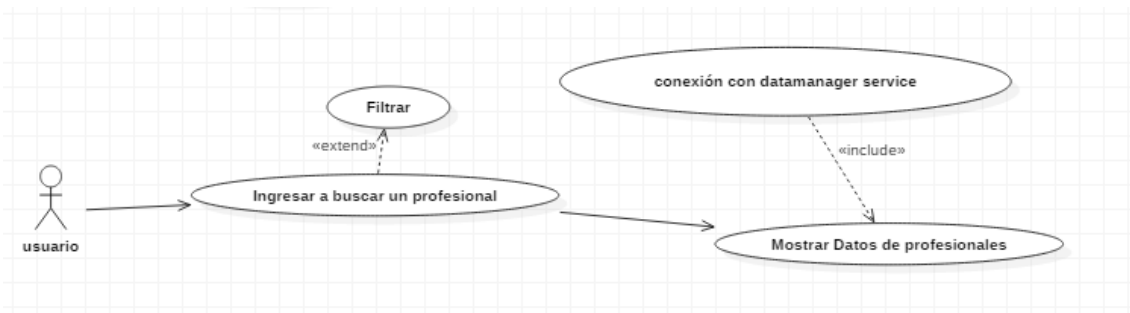 conexión con datamanager service
Filtrar
«extend»
«include»
Ingresar a buscar un profesional
usuario
Mostrar Datos de profesionales